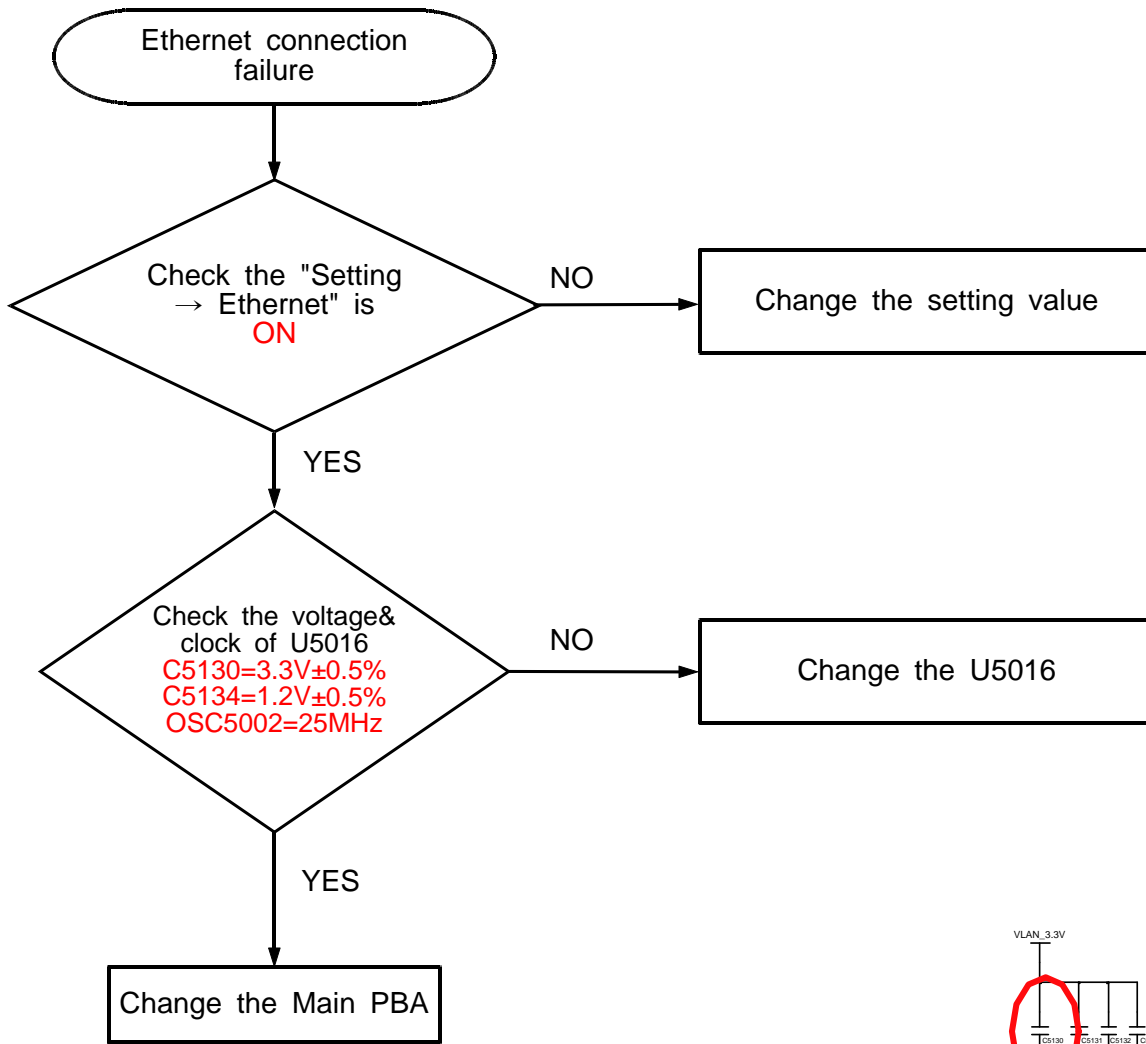 Ethernet connection
failure
Check the "Setting
→ Ethernet" is
ON
NO
Change the setting value
YES
Check the voltage&
clock of U5016
C5130=3.3V±0.5%
C5134=1.2V±0.5%
OSC5002=25MHz
NO
Change the U5016
YES
Change the Main PBA
VLAN_3.3V
C5130
C5131
C5132